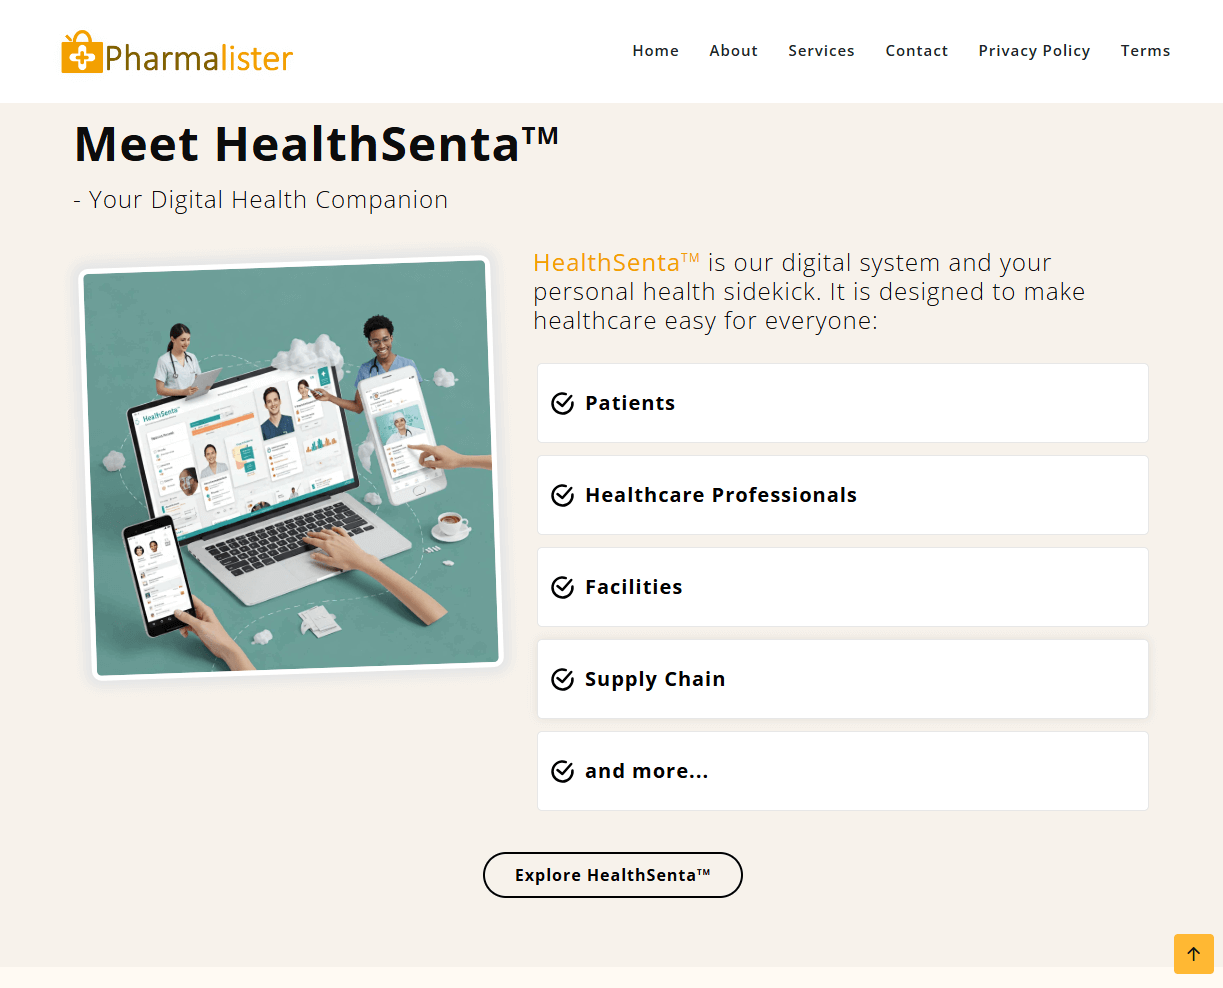 Pharmalister
Home About Services Contact Privacy Policy Terms
Meet HealthSenta™
- Your Digital Health Companion
HealthSenta™ is our digital system and your
personal health sidekick. It is designed to make
healthcare easy for everyone:
HealthSenta
Patients
Healthcare Professionals
Facilities
Supply Chain
and more...
Explore HealthSenta™